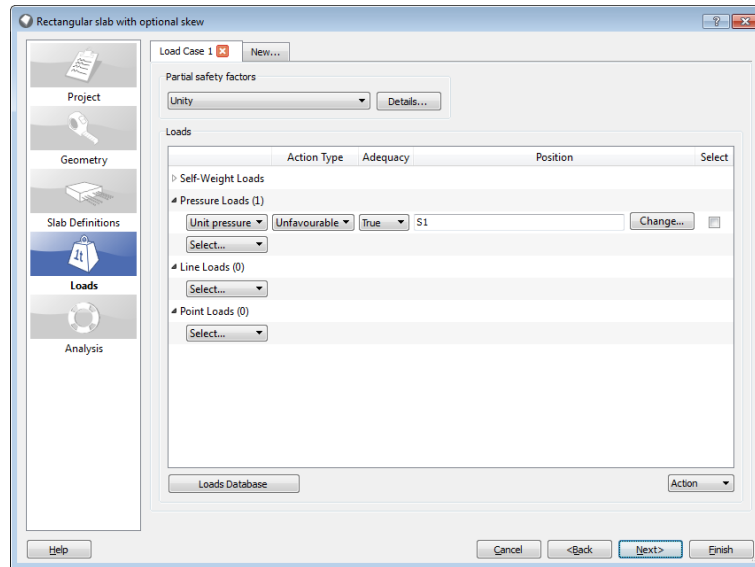 Rectangular slab with optional skew
Project
Geometry
Slab Definitions
1t
Loads
Analysis
Load Case 1 New...
Partial safety factors
Unity Details...
Loads
Action Type Adequacy Position Select
Self-Weight Loads
Pressure Loads (1)
Unit pressure Unfavourable True S1 Change...
Select...
Line Loads (0)
Select...
Point Loads (0)
Select...
Loads Database Action
Help Cancel <Back Next> Finish